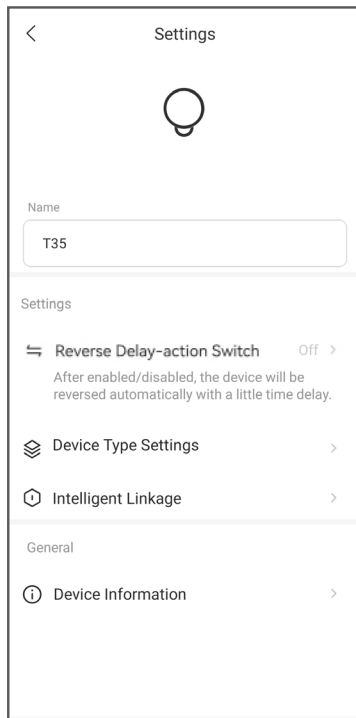 Settings
Name
T35
Settings
Reverse Delay-action Switch Off
After enabled/disabled, the device will be
reversed automatically with a little time delay.
Device Type Settings
Intelligent Linkage
General
Device Information